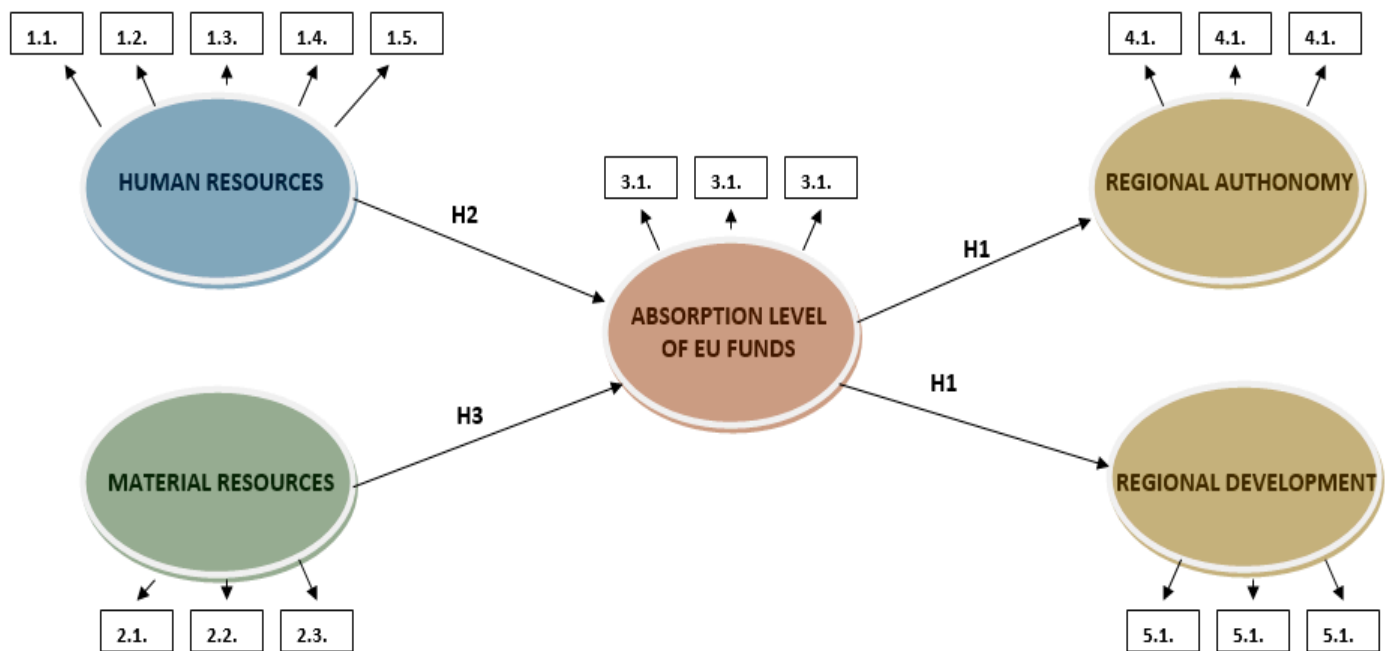 1.1. 1.2. 1.3. 1.4. 1.5.
4.1. 4.1. 4.1.
HUMAN RESOURCES
3.1. 3.1. 3.1.
REGIONAL AUTHONOMY
H2
H1
ABSORPTION LEVEL
OF EU FUNDS
H3
H1
MATERIAL RESOURCES
REGIONAL DEVELOPMENT
2.1. 2.2. 2.3.
5.1. 5.1. 5.1.